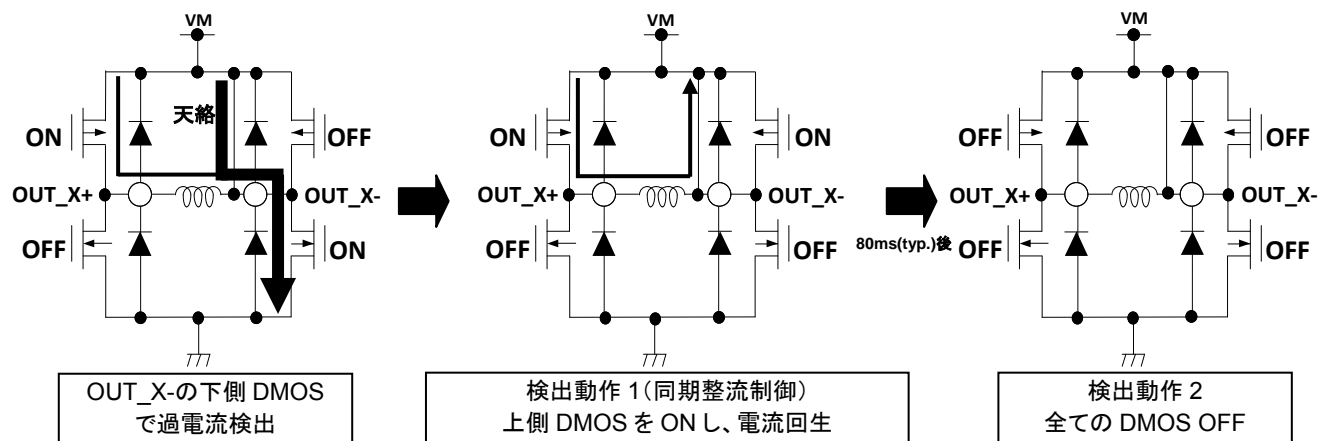 VM
天絡
ON
OFF
OUT_X+
OUT_X-
OFF
ON
OUT_X-の下側 DMOS
で過電流検出
VM
ON
ON
OUT_X+
OUT_X-
OFF
OFF
検出動作 1(同期整流制御)
上側 DMOS を ON し、電流回生
80ms(typ.)後
VM
OFF
OFF
OUT_X+
OUT_X-
OFF
OFF
検出動作 2
全ての DMOS OFF